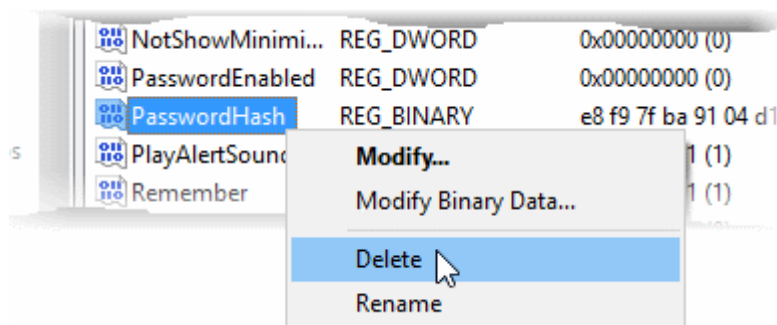 NotShowMinimi... REG_DWORD 0x00000000 (0)
PasswordEnabled REG_DWORD 0x00000000 (0)
PasswordHash REG_BINARY e8 f9 7f ba 91 04 d1
PlayAlertSound 1 (1)
Remember 1 (1)
Modify...
Modify Binary Data...
Delete
Rename